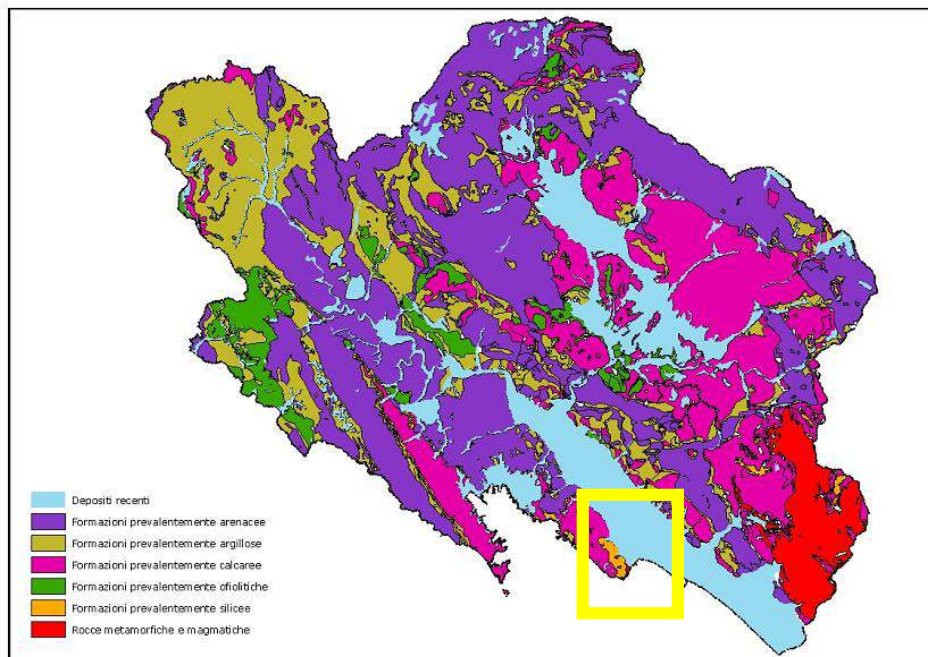 Depositi recenti
Formazioni prevalentemente arenacee
Formazioni prevalentemente argillose
Formazioni prevalentemente calcaree
Formazioni prevalentemente ofiolitiche
Formazioni prevalentemente silicee
Rocce metamorfiche e magmatiche